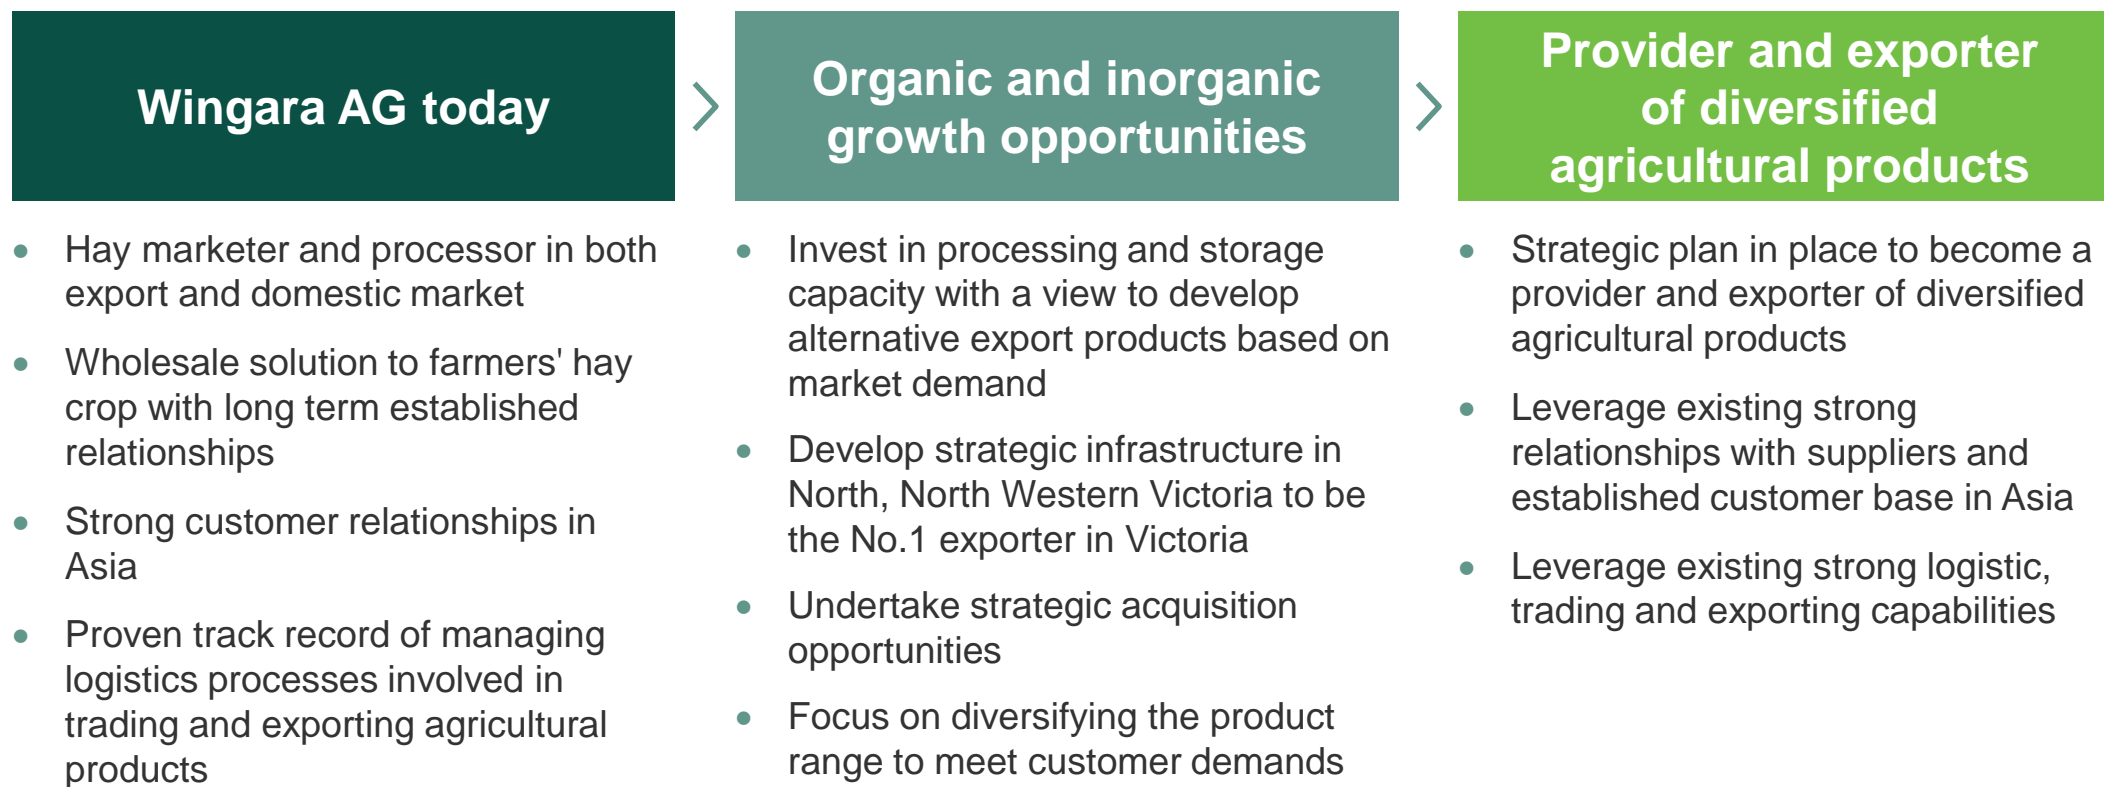 Wingara AG today
Organic and inorganic
growth opportunities
Provider and exporter
of diversified
agricultural products
• Hay marketer and processor in both
export and domestic market
• Wholesale solution to farmers' hay
crop with long term established
relationships
• Strong customer relationships in
Asia
• Proven track record of managing
logistics processes involved in
trading and exporting agricultural
products
• Invest in processing and storage
capacity with a view to develop
alternative export products based on
market demand
• Develop strategic infrastructure in
North, North Western Victoria to be
the No.1 exporter in Victoria
• Undertake strategic acquisition
opportunities
• Focus on diversifying the product
range to meet customer demands
• Strategic plan in place to become a
provider and exporter of diversified
agricultural products
• Leverage existing strong
relationships with suppliers and
established customer base in Asia
• Leverage existing strong logistic,
trading and exporting capabilities